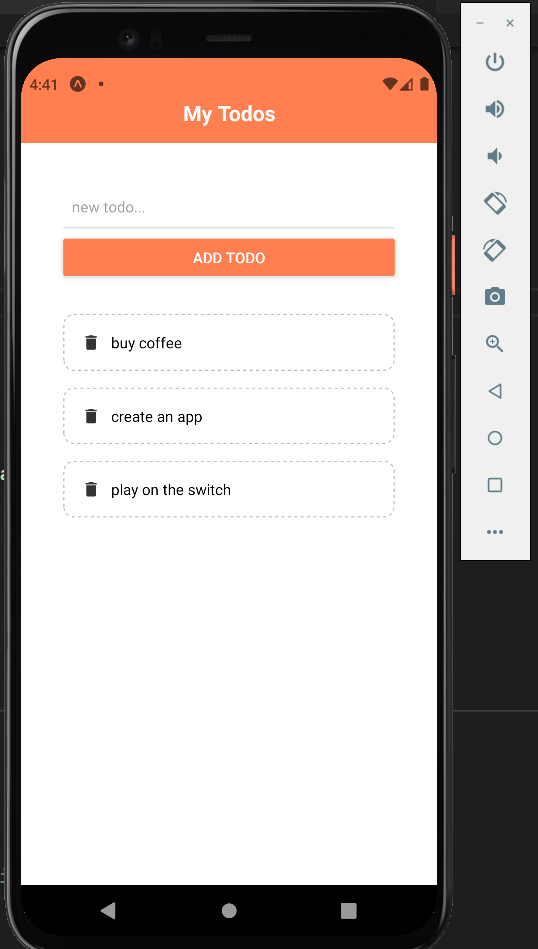 4:41
My Todos
new todo...
ADD TODO
buy coffee
create an app
play on the switch